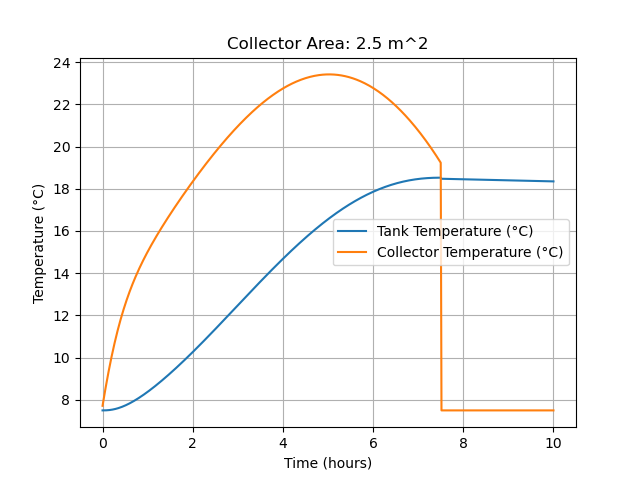 Collector Area: 2.5 m^2
24
22
20
18
16
14
12
10
8
Temperature (°C)
Tank Temperature (°C)
Collector Temperature (°C)
0 2 4 6 8 10
Time (hours)